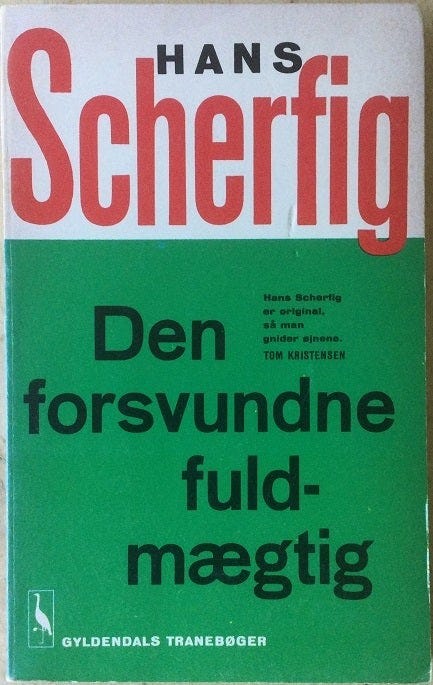 HANS
Scherfig
Den
forsvundne
fuld-
mægtig
Hans Scherfig
er original,
så man
gnider øjnene.
TOM KRISTENSEN
GYLDENDALS TRANEBØGER